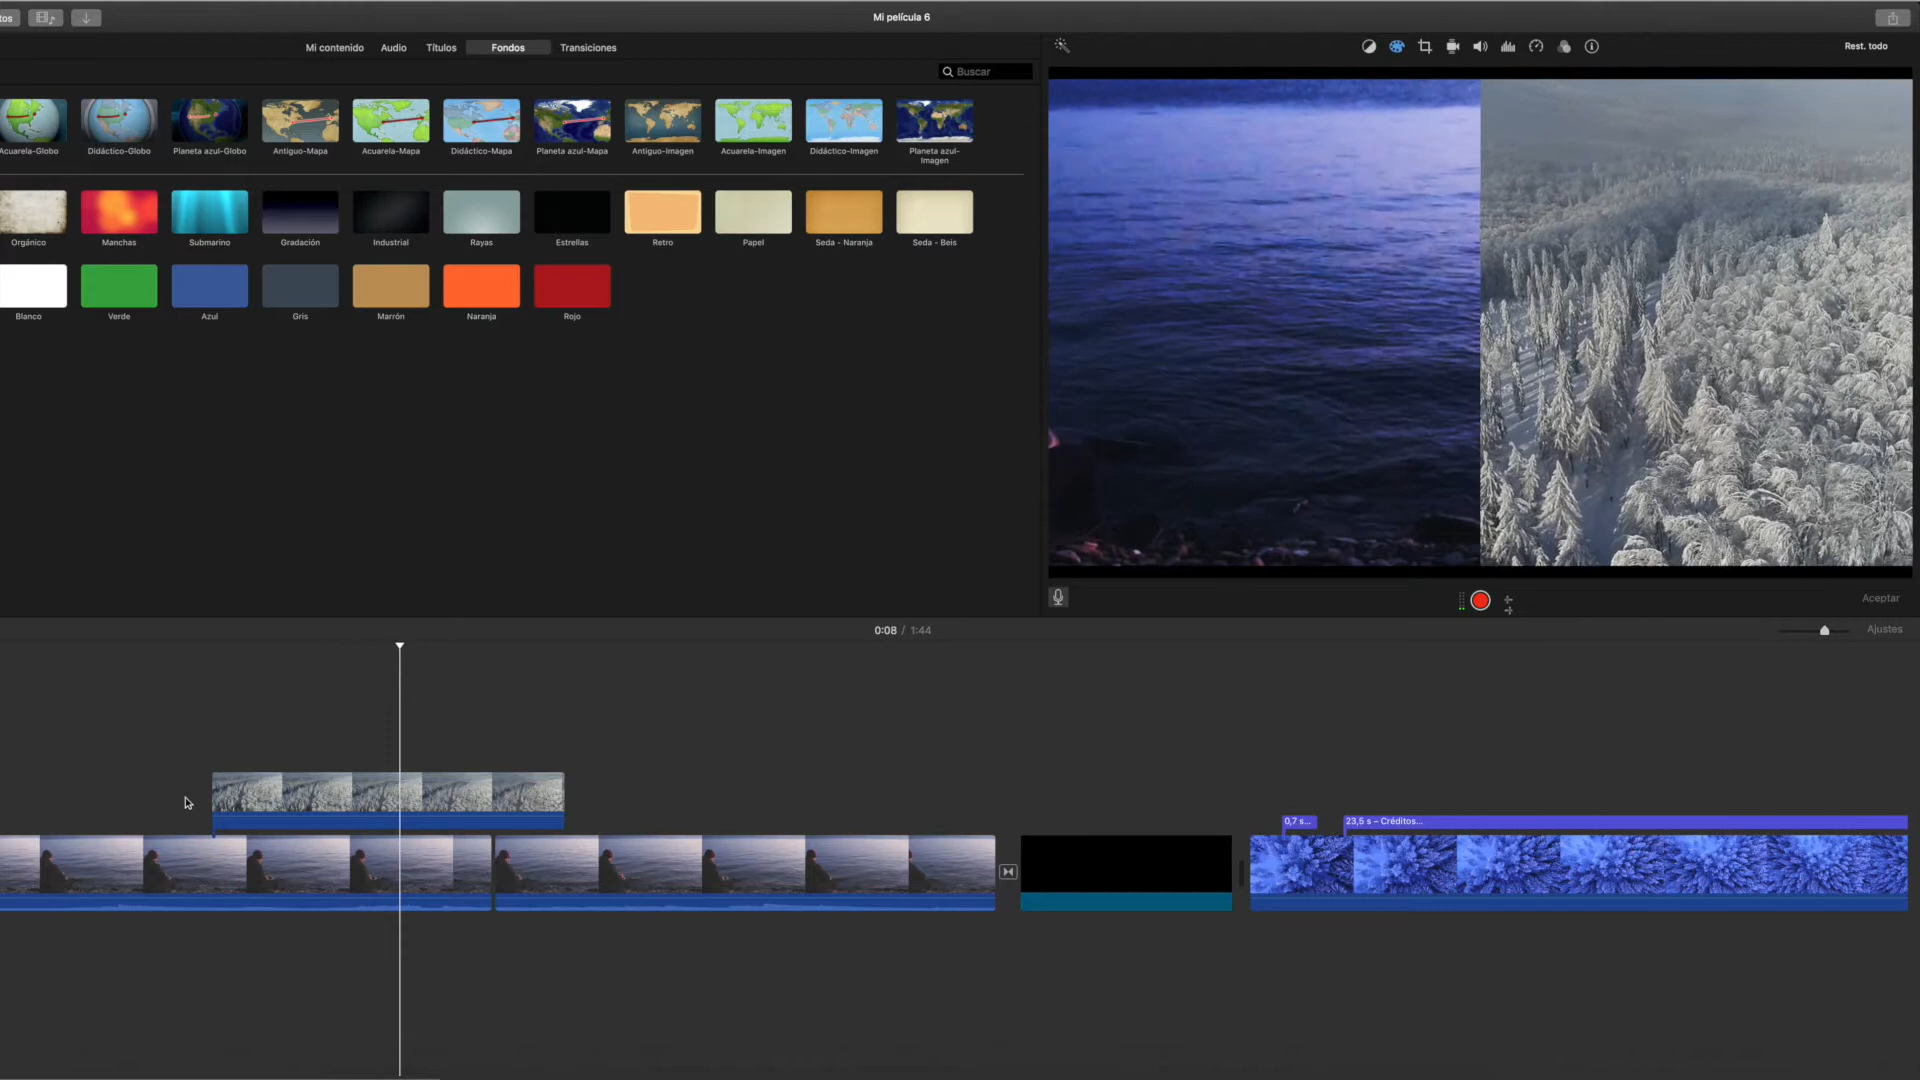 tos
Mi película 6
Mi contenido Audio Títulos Fondos Transiciones
Rest. todo
Buscar
Acuarela-Globo Didáctico-Globo Planeta azul-Globo Antiguo-Mapa Acuarela-Mapa Didáctico-Mapa Planeta azul-Mapa Antiguo-Imagen Acuarela-Imagen Didáctico-Imagen Planeta azul-
Imagen
Orgánico Manchas Submarino Gradación Industrial Rayas Estrellas Retro Papel Seda - Naranja Seda - Beis
Blanco Verde Azul Gris Marrón Naranja Rojo
Aceptar
0:08 / 1:44
Ajustes
0,7 s... 23,5 s – Créditos...